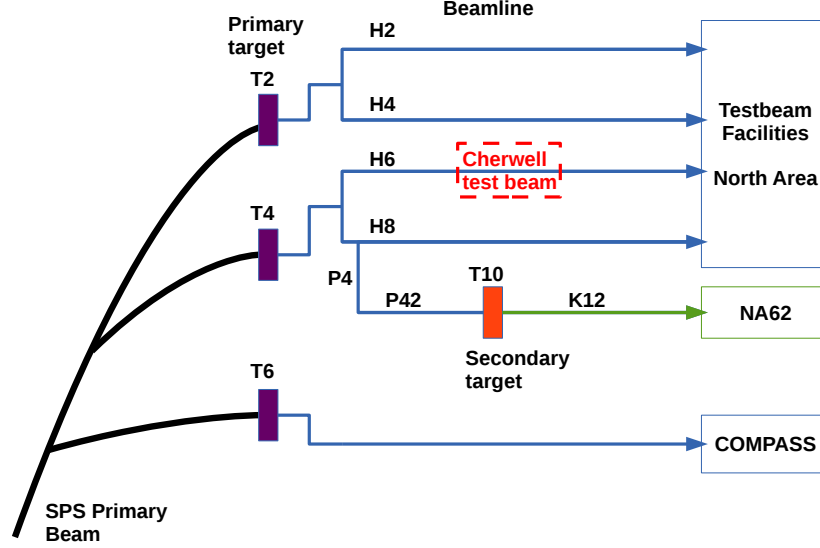 Beamline
Primary
target
H2
T2
H4
Testbeam
Facilities
Cherwell
test beam
H6
North Area
T4
H8
P4
T10
P42
K12
NA62
Secondary
target
T6
COMPASS
SPS Primary
Beam